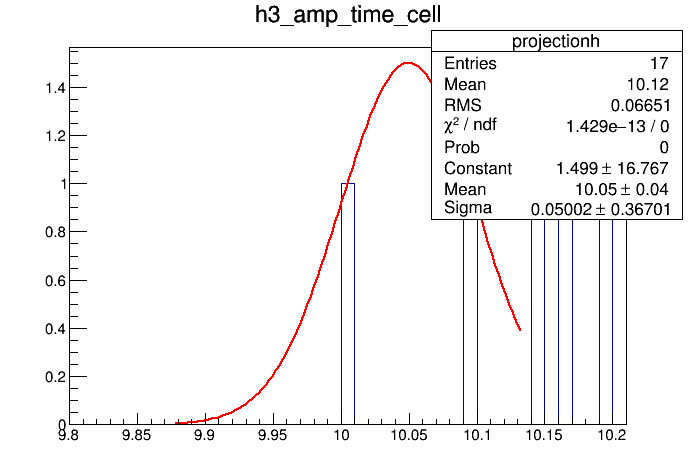 h3_amp_time_cell
projectionh
Entries 17
Mean 10.12
RMS 0.06651
χ² / ndf 1.429e−13 / 0
Prob 0
Constant 1.499 ± 16.767
Mean 10.05 ± 0.04
Sigma 0.05002 ± 0.36701
1.4
1.2
1
0.8
0.6
0.4
0.2
0
9.8 9.85 9.9 9.95 10 10.05 10.1 10.15 10.2